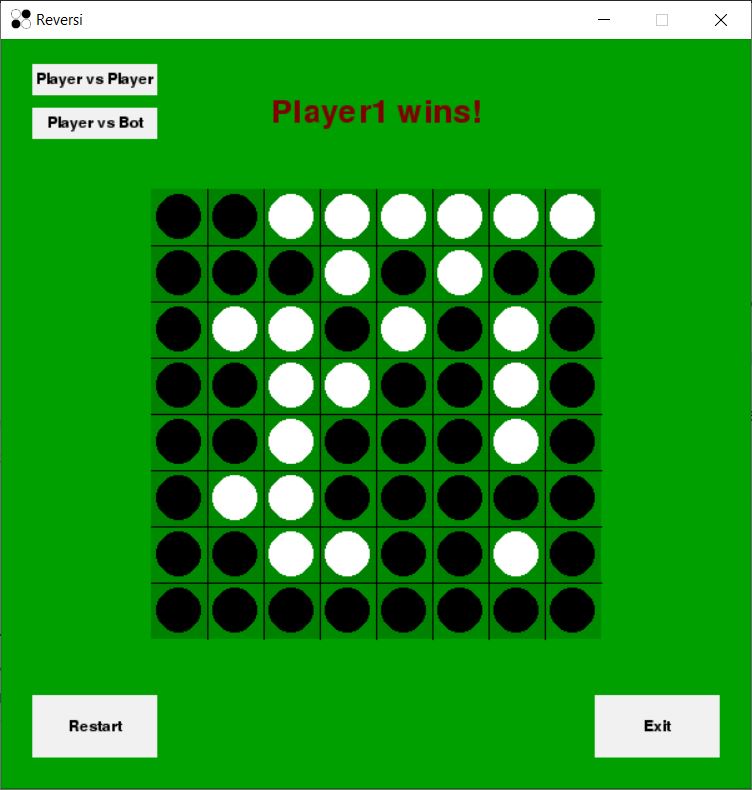 Reversi
Player vs Player
Player vs Bot
Player1 wins!
Restart
Exit